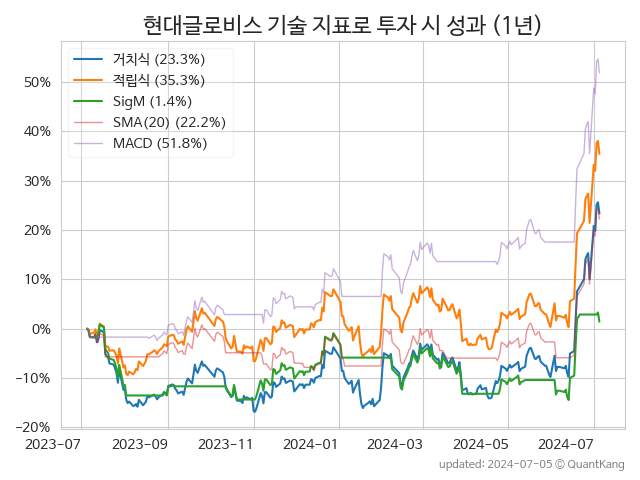 현대글로비스 기술 지표로 투자 시 성과 (1년)
거치식 (23.3%)
적립식 (35.3%)
SigM (1.4%)
SMA(20) (22.2%)
MACD (51.8%)
50%
40%
30%
20%
10%
0%
−10%
−20%
2023-07 2023-09 2023-11 2024-01 2024-03 2024-05 2024-07
updated: 2024-07-05 © QuantKang